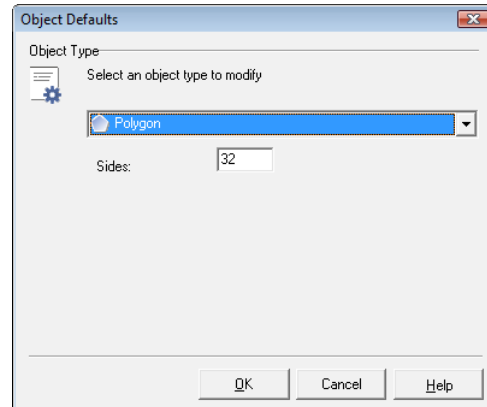 Object Defaults
Object Type
Select an object type to modify
Polygon
Sides: 32
OK Cancel Help